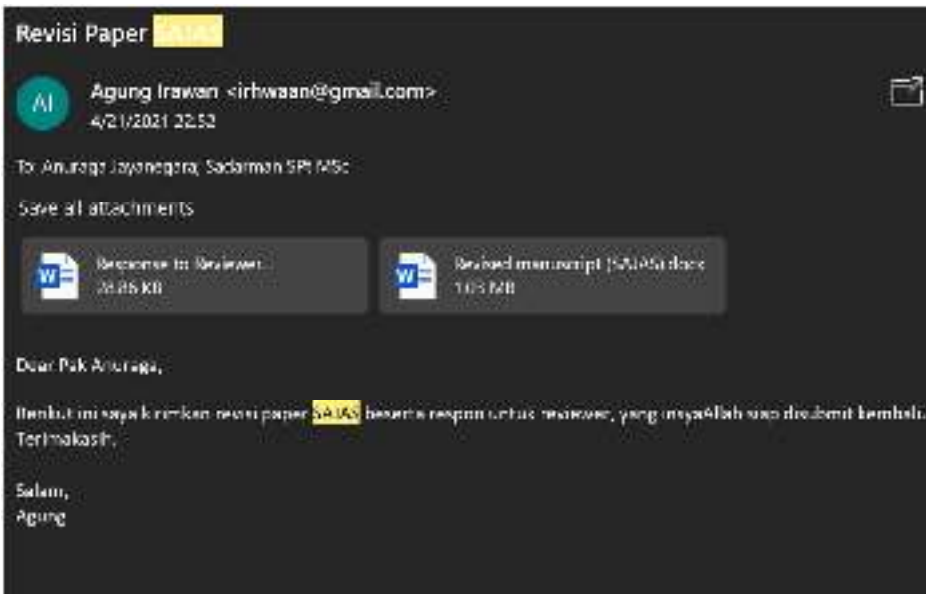 Revisi Paper SAJAS
AI
Agung Irawan <irhwaan@gmail.com>
4/21/2021 22:52
To: Anuraga Jayanegara; Sadarman SPt MSc
Save all attachments
Response to Reviewer...
28.86 KB
Revised manuscript (SAJAS).docx
1.03 MB
Dear Pak Anuraga,
Berikut ini saya kirimkan revisi paper SAJAS beserta respon untuk reviewer, yang insyaAllah siap disubmit kembali.
Terimakasih.
Salam,
Agung